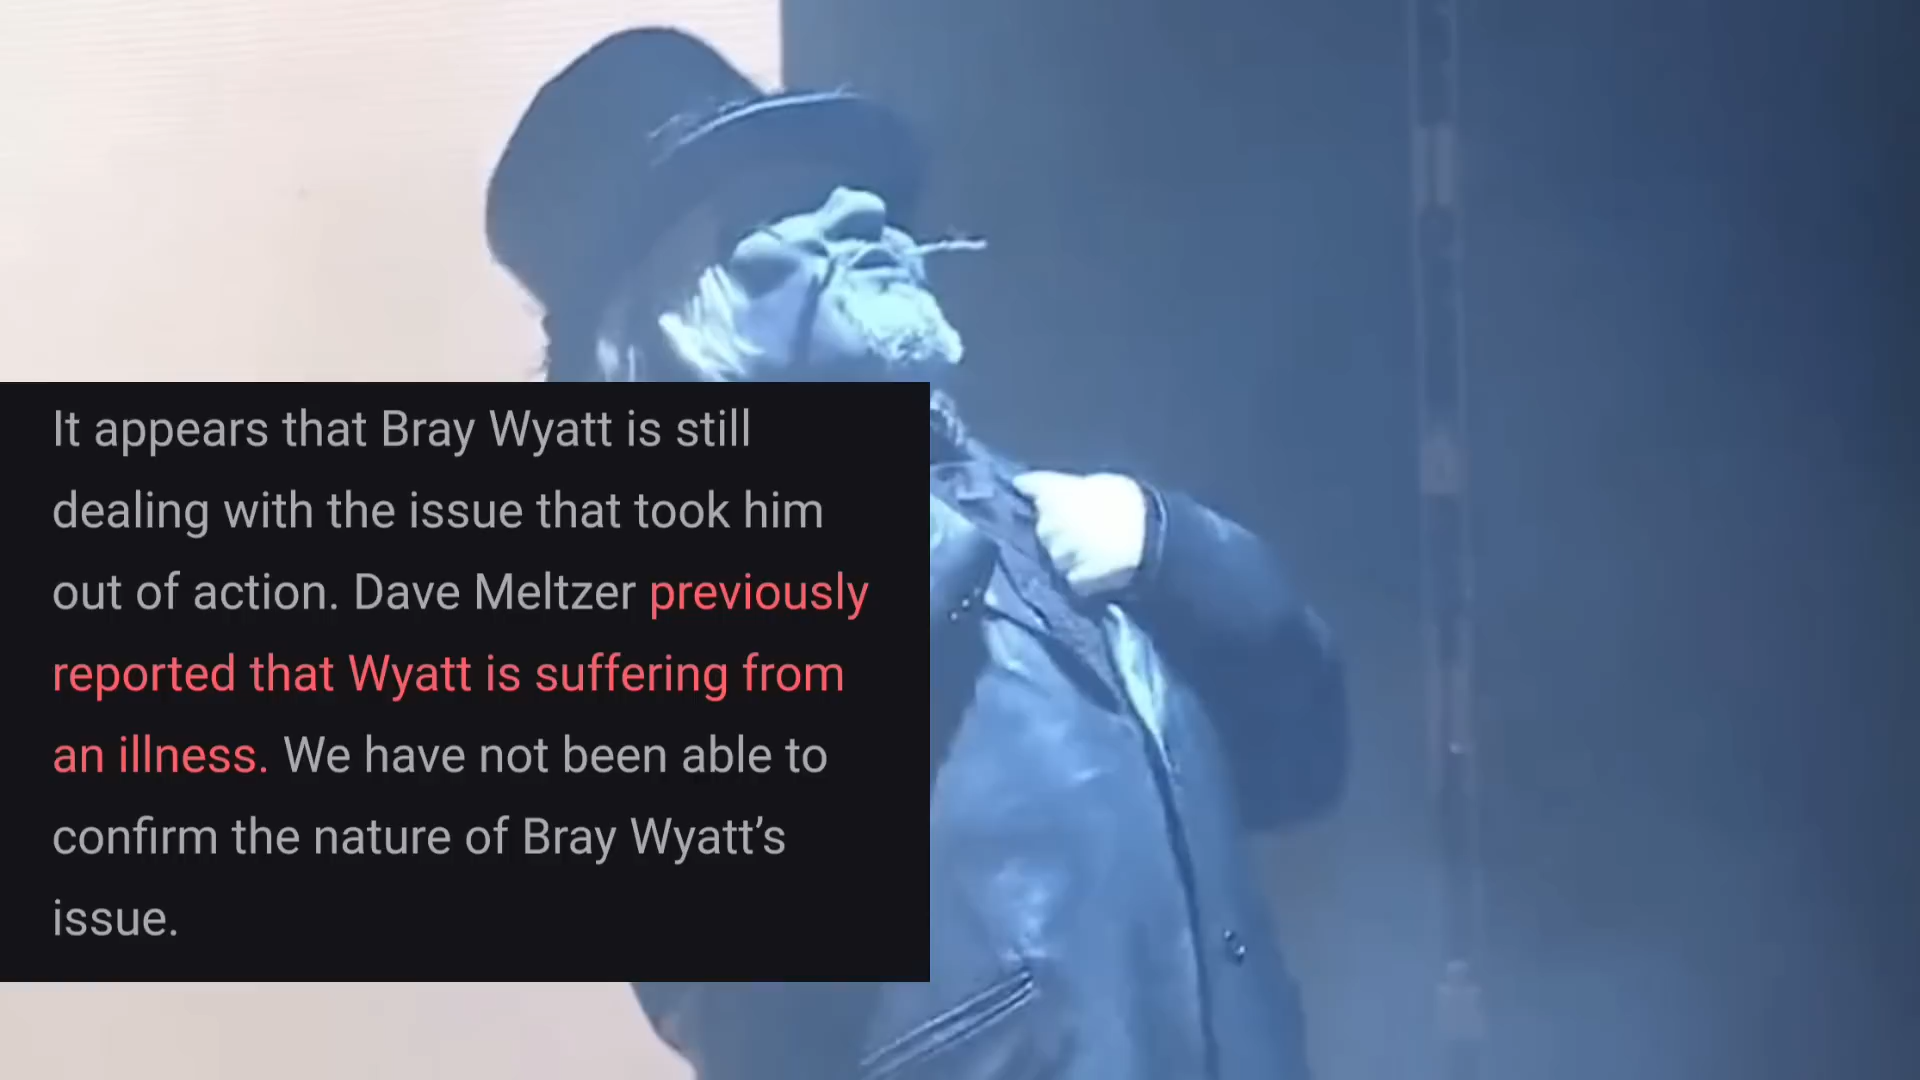 It appears that Bray Wyatt is still
dealing with the issue that took him
out of action. Dave Meltzer previously
reported that Wyatt is suffering from
an illness. We have not been able to
confirm the nature of Bray Wyatt’s
issue.